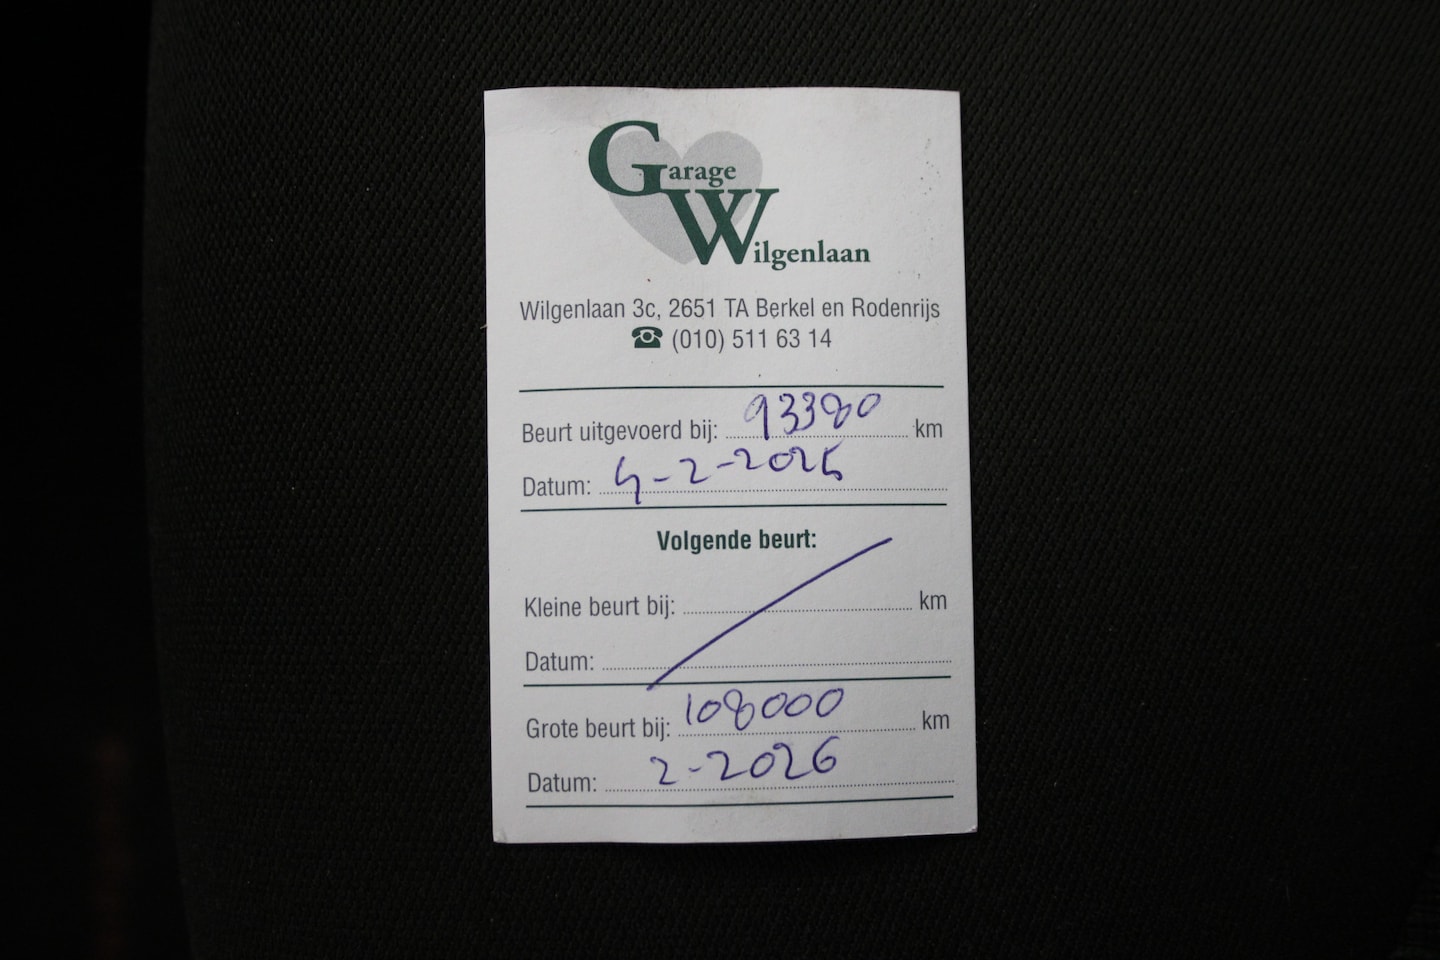 Garage
Wilgenlaan
Wilgenlaan 3c, 2651 TA Berkel en Rodenrijs
☎ (010) 511 63 14
Beurt uitgevoerd bij: 93380 km
Datum: 4-2-2025
Volgende beurt:
Kleine beurt bij: km
Datum:
Grote beurt bij: 108000 km
Datum: 2-2026